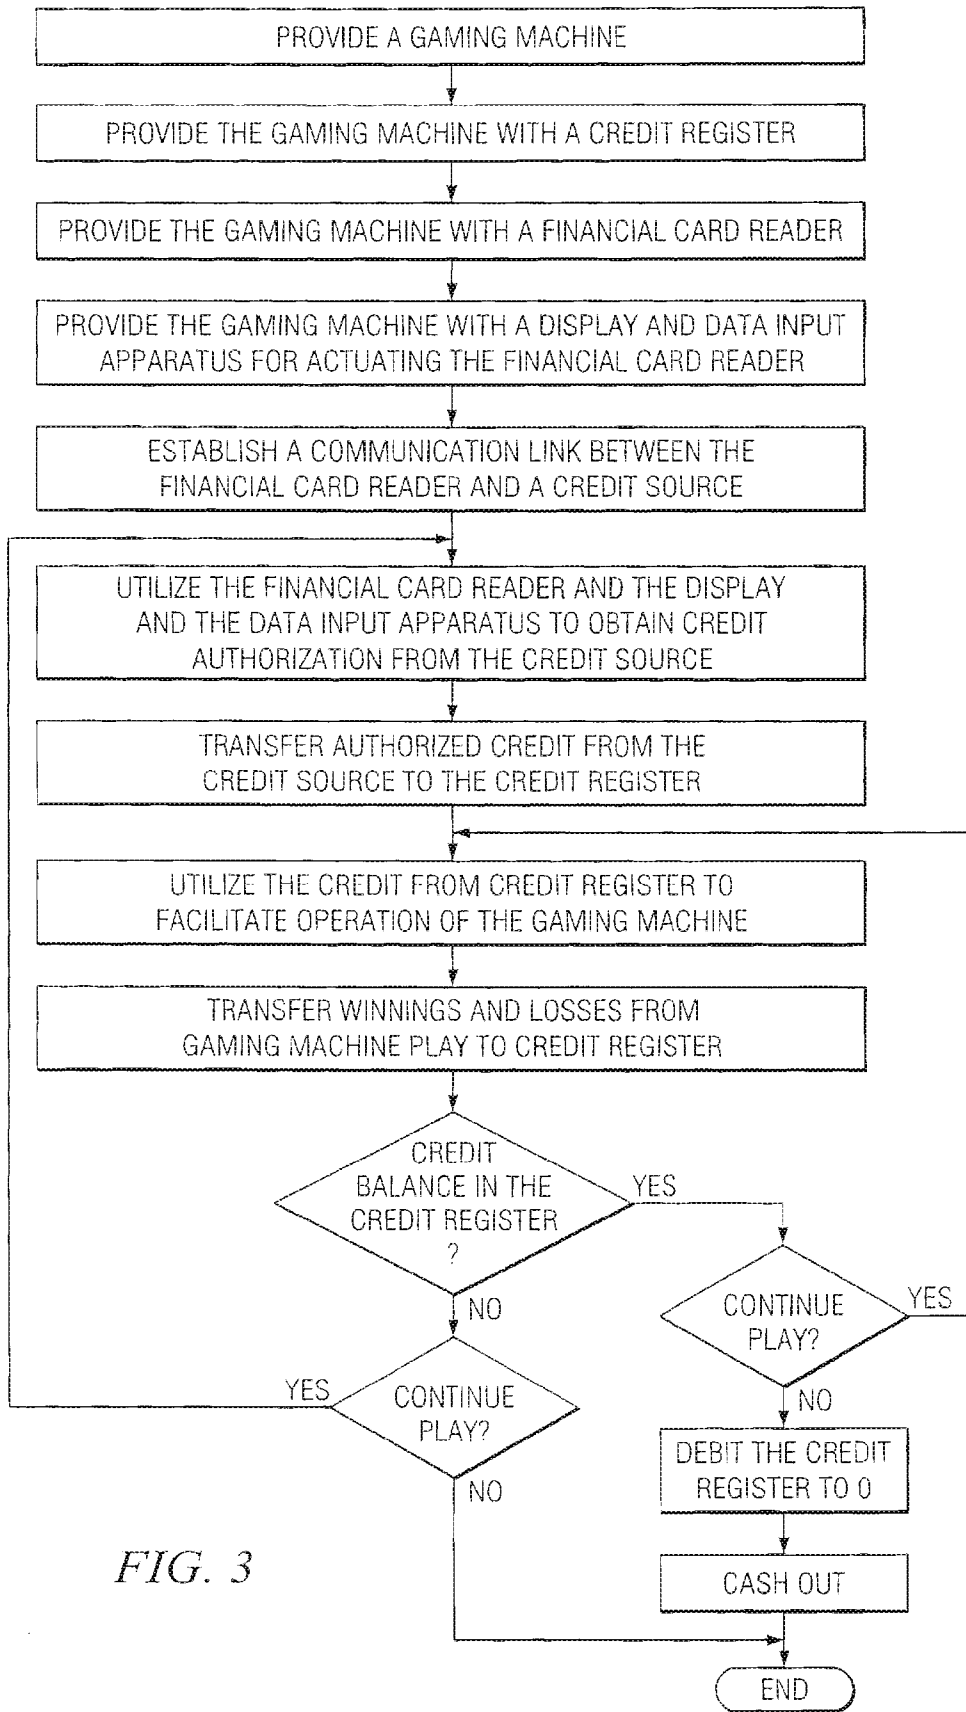 PROVIDE A GAMING MACHINE
PROVIDE THE GAMING MACHINE WITH A CREDIT REGISTER
PROVIDE THE GAMING MACHINE WITH A FINANCIAL CARD READER
PROVIDE THE GAMING MACHINE WITH A DISPLAY AND DATA INPUT
APPARATUS FOR ACTUATING THE FINANCIAL CARD READER
ESTABLISH A COMMUNICATION LINK BETWEEN THE
FINANCIAL CARD READER AND A CREDIT SOURCE
UTILIZE THE FINANCIAL CARD READER AND THE DISPLAY
AND THE DATA INPUT APPARATUS TO OBTAIN CREDIT
AUTHORIZATION FROM THE CREDIT SOURCE
TRANSFER AUTHORIZED CREDIT FROM THE
CREDIT SOURCE TO THE CREDIT REGISTER
UTILIZE THE CREDIT FROM CREDIT REGISTER TO
FACILITATE OPERATION OF THE GAMING MACHINE
TRANSFER WINNINGS AND LOSSES FROM
GAMING MACHINE PLAY TO CREDIT REGISTER
CREDIT
BALANCE IN THE
CREDIT REGISTER
?
YES
NO
CONTINUE
PLAY?
YES
NO
CONTINUE
PLAY?
YES
NO
DEBIT THE CREDIT
REGISTER TO 0
CASH OUT
END
FIG. 3